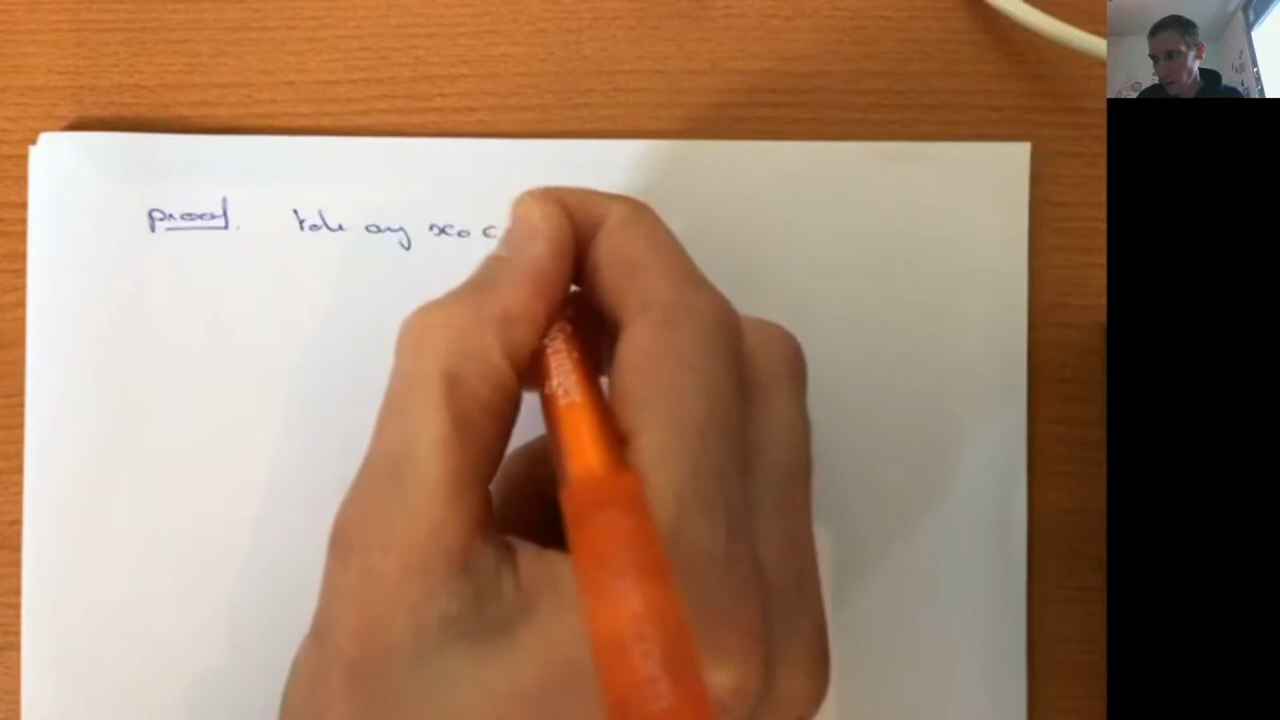 proof. take any x₀ ∈